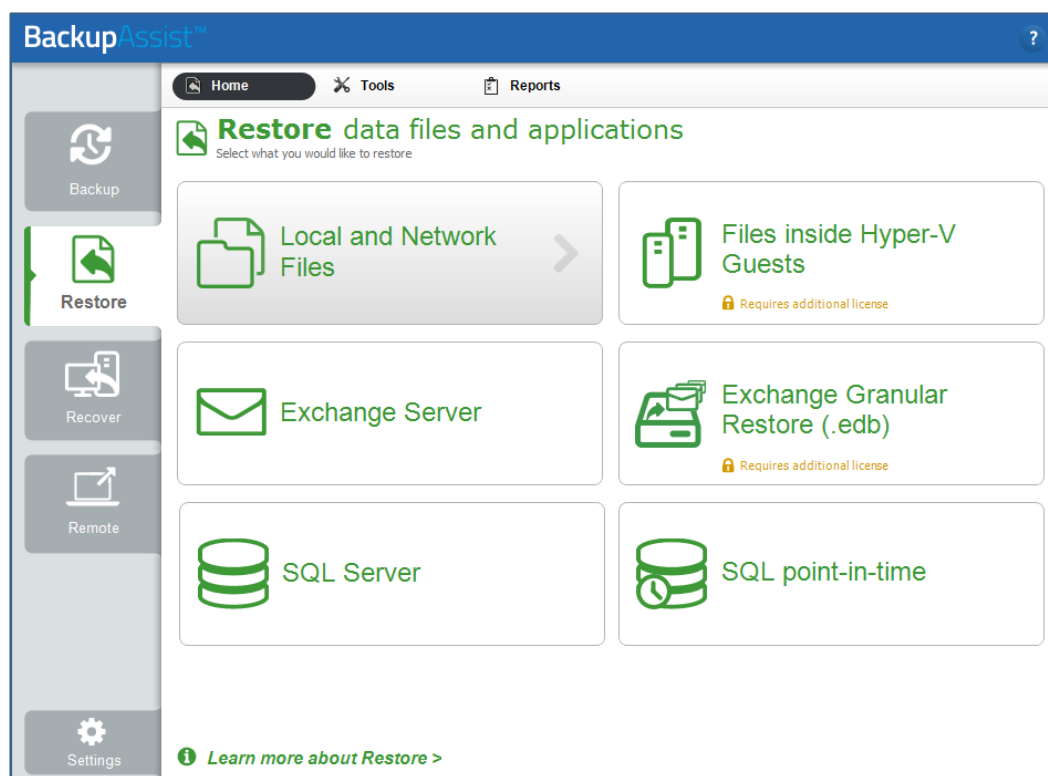 BackupAssist™
?
Home
Tools
Reports
Restore data files and applications
Select what you would like to restore
Backup
Restore
Recover
Remote
Settings
Local and Network
Files
Files inside Hyper-V
Guests
Requires additional license
Exchange Server
Exchange Granular
Restore (.edb)
Requires additional license
SQL Server
SQL point-in-time
Learn more about Restore >